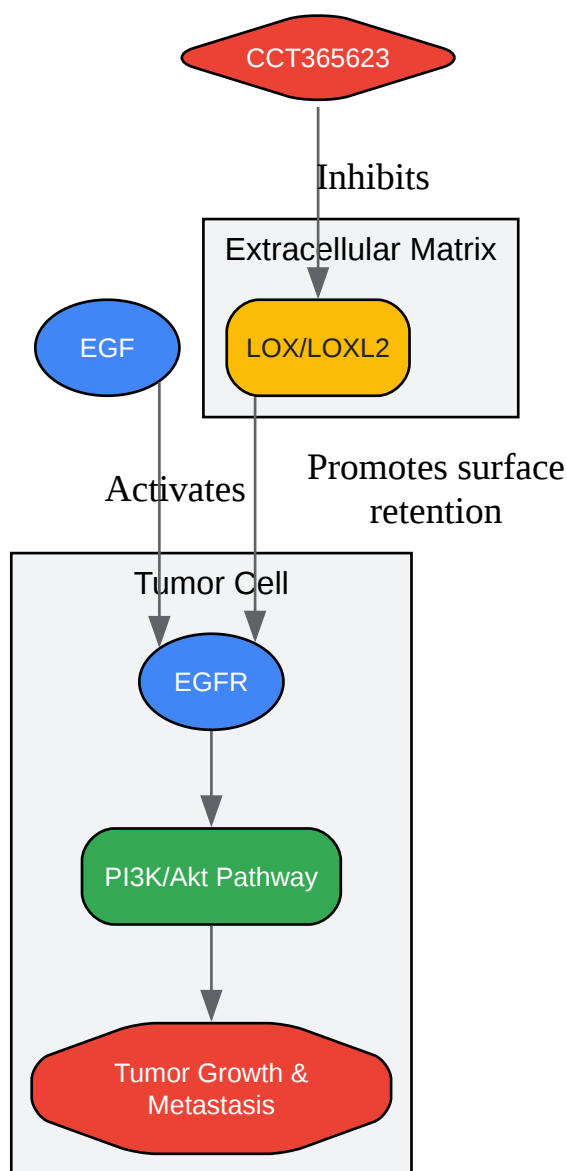 CCT365623
Inhibits
Extracellular Matrix
EGF
LOX/LOXL2
Activates
Promotes surface
retention
Tumor Cell
EGFR
PI3K/Akt Pathway
Tumor Growth &
Metastasis